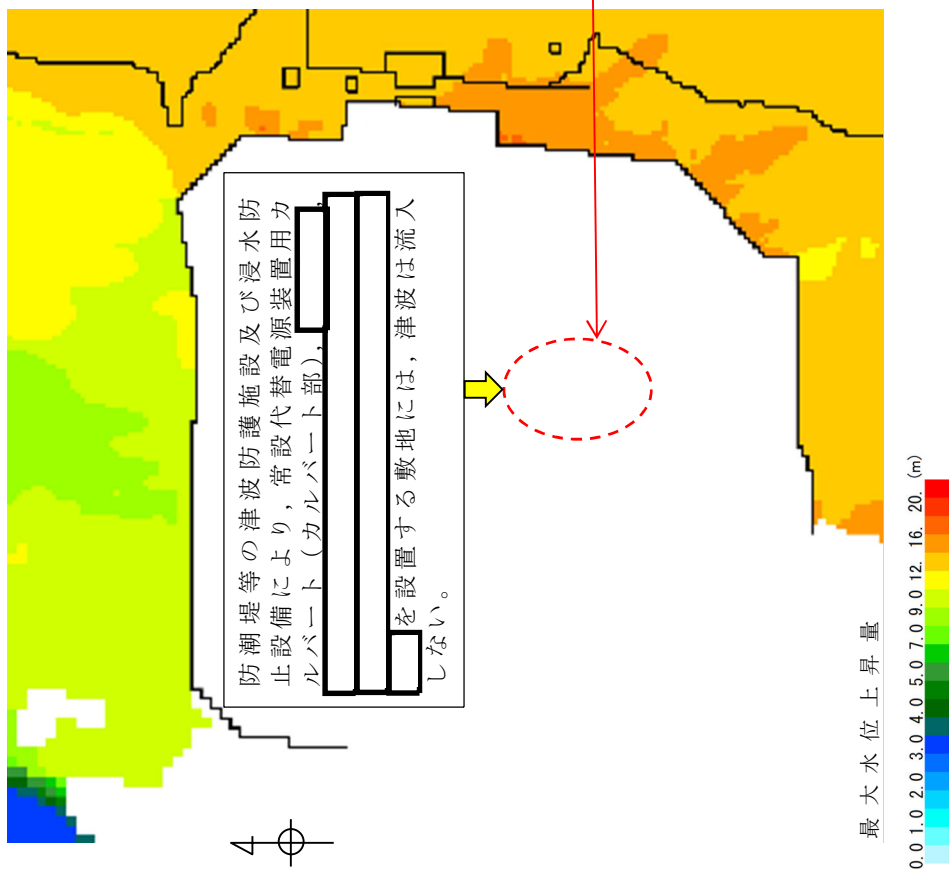 防潮堤等の津波防護施設及び浸水防
止設備により，常設代替電源装置用カ
ルバート（カルバート部），
を設置する敷地には，津波は流入
しない。
最大水位上昇量
0.0 1.0 2.0 3.0 4.0 5.0 7.0 9.0 12. 16. 20. (m)